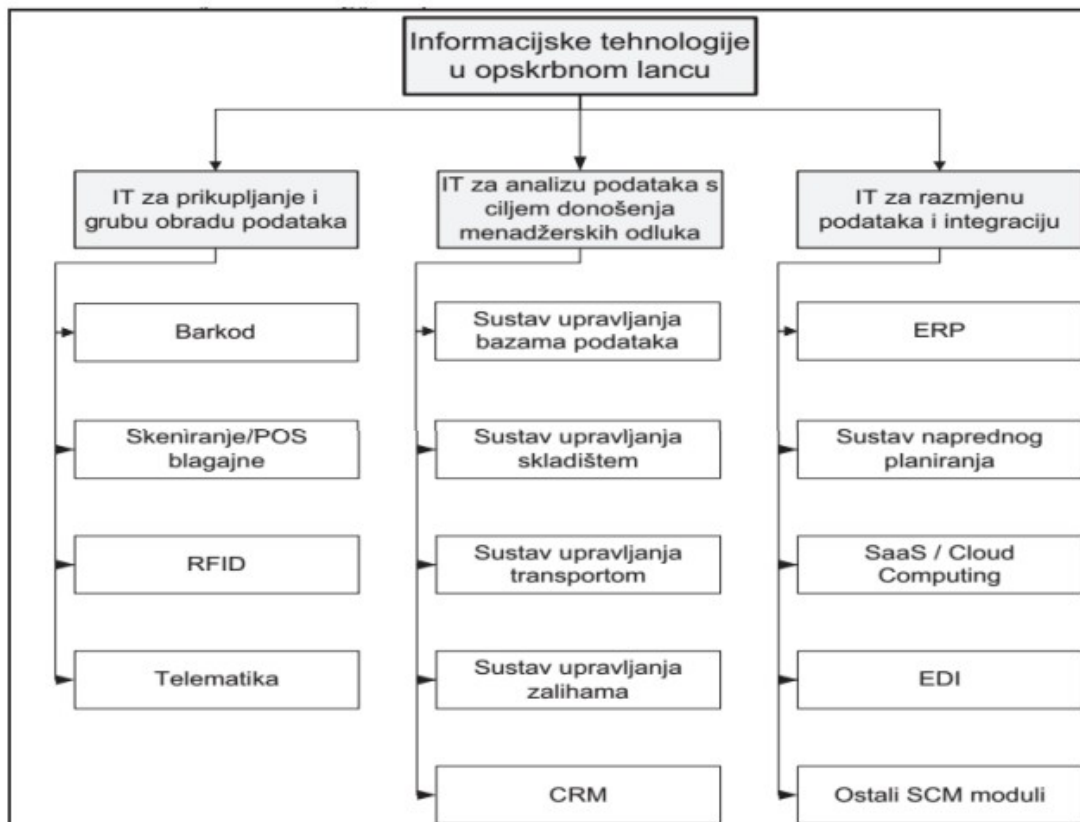 Informacijske tehnologije
u opskrbnom lancu
IT za prikupljanje i
grubu obradu podataka
Barkod
Skeniranje/POS
blagajne
RFID
Telematika
IT za analizu podataka s
ciljem donošenja
menadžerskih odluka
Sustav upravljanja
bazama podataka
Sustav upravljanja
skladištem
Sustav upravljanja
transportom
Sustav upravljanja
zalihama
CRM
IT za razmjenu
podataka i integraciju
ERP
Sustav naprednog
planiranja
SaaS / Cloud
Computing
EDI
Ostali SCM moduli